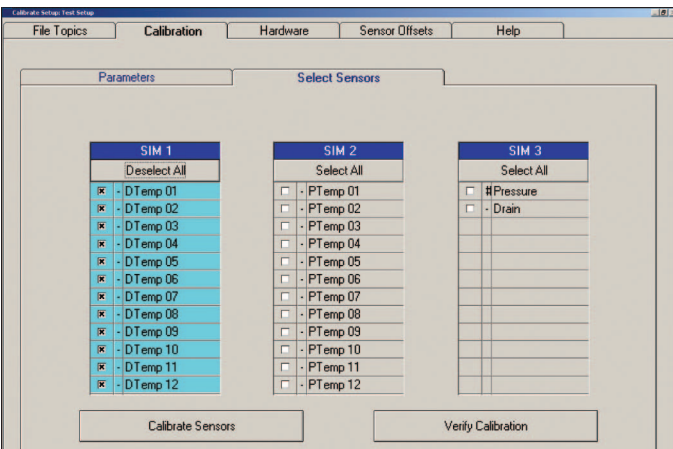 Calibrate Setup: Test Setup
File Topics Calibration Hardware Sensor Offsets Help
Parameters Select Sensors
SIM 1 SIM 2 SIM 3
Deselect All Select All Select All
- DTemp 01 - PTemp 01 # Pressure
- DTemp 02 - PTemp 02 - Drain
- DTemp 03 - PTemp 03
- DTemp 04 - PTemp 04
- DTemp 05 - PTemp 05
- DTemp 06 - PTemp 06
- DTemp 07 - PTemp 07
- DTemp 08 - PTemp 08
- DTemp 09 - PTemp 09
- DTemp 10 - PTemp 10
- DTemp 11 - PTemp 11
- DTemp 12 - PTemp 12
Calibrate Sensors Verify Calibration